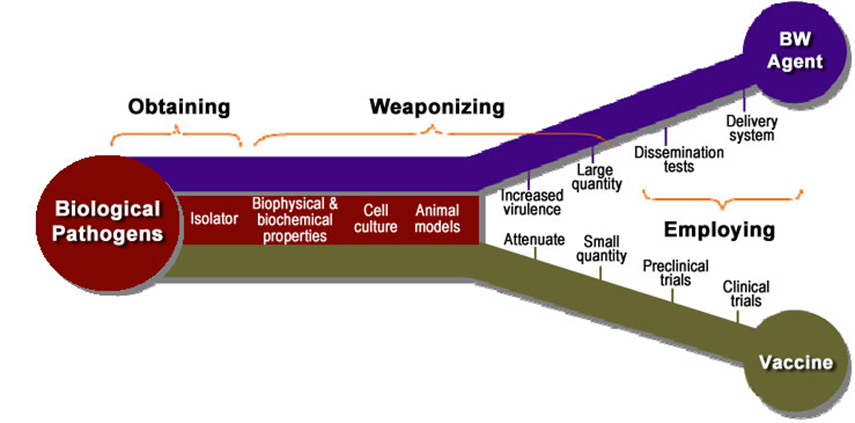 BW
Agent
Obtaining
Weaponizing
Delivery
system
Dissemination
tests
Large
quantity
Increased
virulence
Biological
Pathogens
Isolator
Biophysical &
biochemical
properties
Cell
culture
Animal
models
Employing
Attenuate
Small
quantity
Preclinical
trials
Clinical
trials
Vaccine